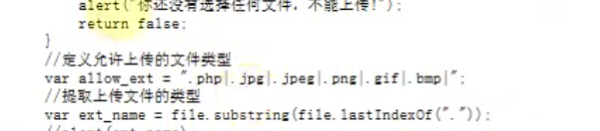 alert("你还没有选择任何文件，不能上传!");
return false;
}
//定义允许上传的文件类型
var allow_ext = ".php|.jpg|.jpeg|.png|.gif|.bmp|";
//提取上传文件的类型
var ext_name = file.substring(file.lastIndexOf("."));
//alert(ext_name);